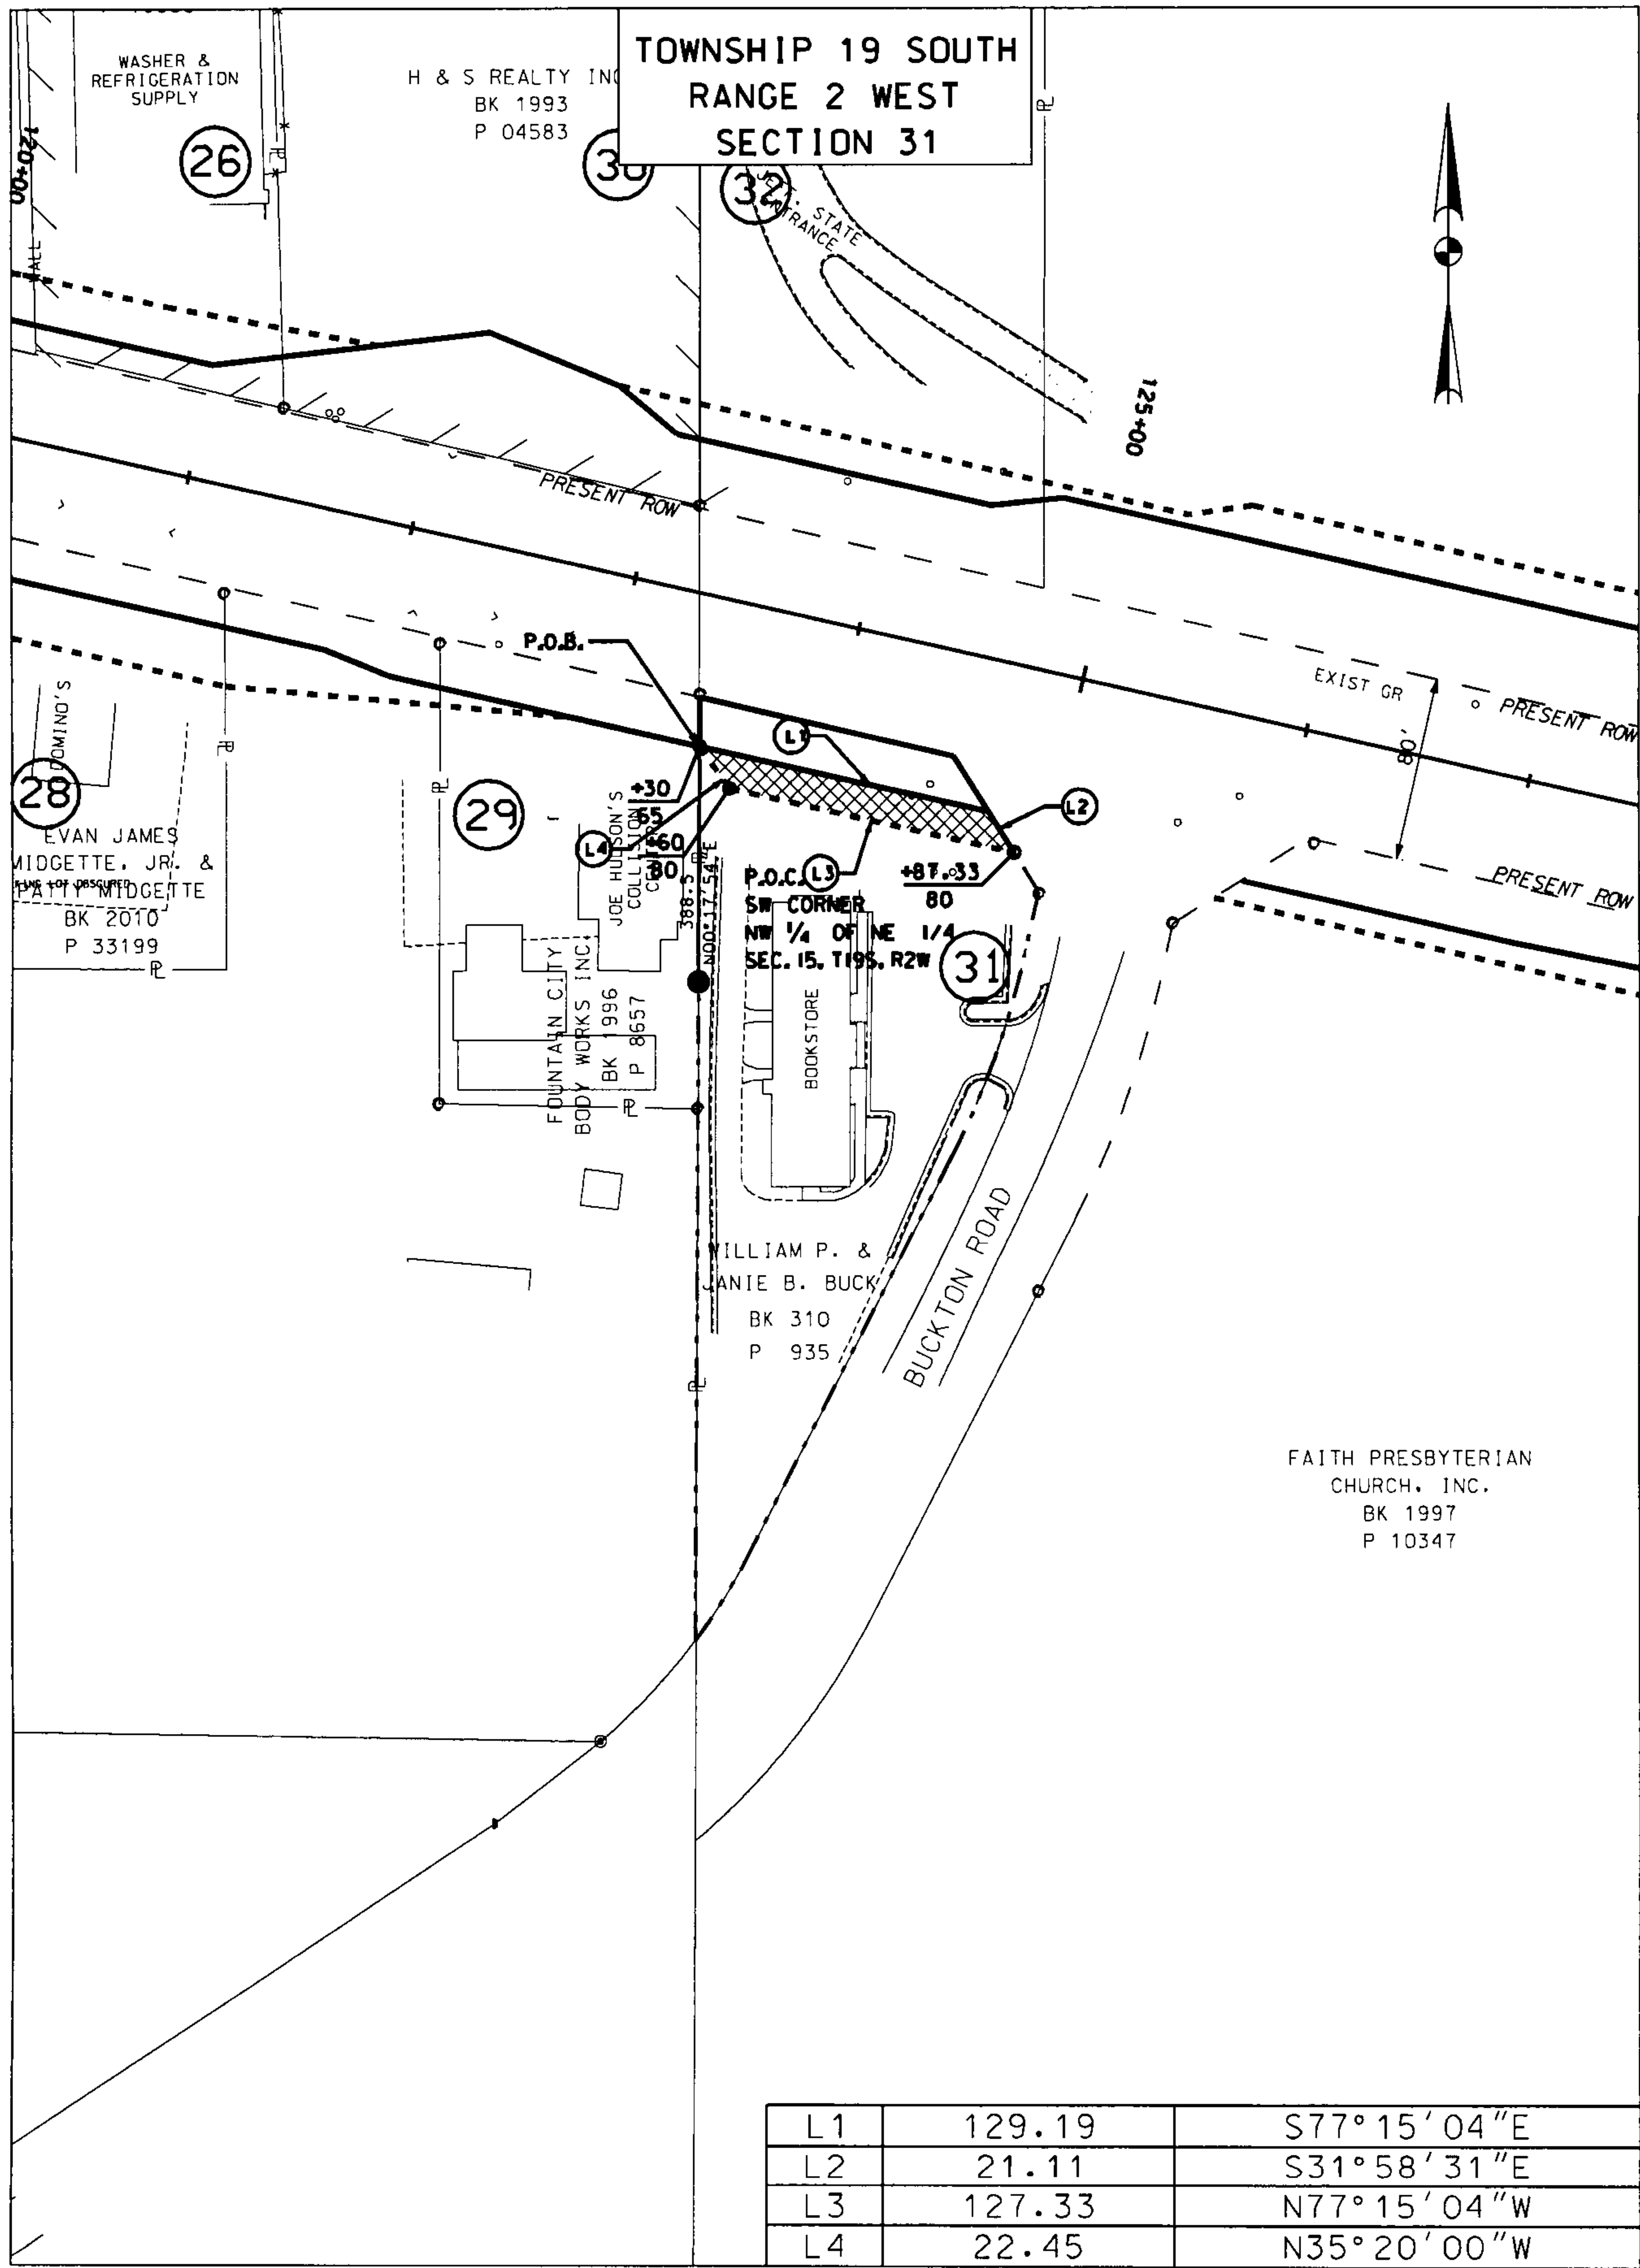 TOWNSHIP 19 SOUTH
RANGE 2 WEST
SECTION 31
WASHER &
REFRIGERATION
SUPPLY
26
H & S REALTY INC
BK 1993
P 04583
32
STATE
120+00
125+00
PRESENT ROW
EXIST GR
PRESENT ROW
80'
PRESENT ROW
P.O.B.
L1
L2
L3
L4
+30
65
+60
80
+87.33
80
P.O.C.
SW CORNER
NW 1/4 OF NE 1/4
SEC. 15, T19S, R2W
31
28
DOMINO'S
EVAN JAMES
MIDGETTE, JR. &
PATTY MIDGETTE
BK 2010
P 33199
29
JOE HUDSON'S
COLLISION
388.5
N00°17'54"E
FOUNTAIN CITY
BODY WORKS INC.
BK 1996
P 8657
BOOKSTORE
WILLIAM P. &
JANIE B. BUCK
BK 310
P 935
BUCKTON ROAD
FAITH PRESBYTERIAN
CHURCH, INC.
BK 1997
P 10347
L1 129.19 S77°15'04"E
L2 21.11 S31°58'31"E
L3 127.33 N77°15'04"W
L4 22.45 N35°20'00"W